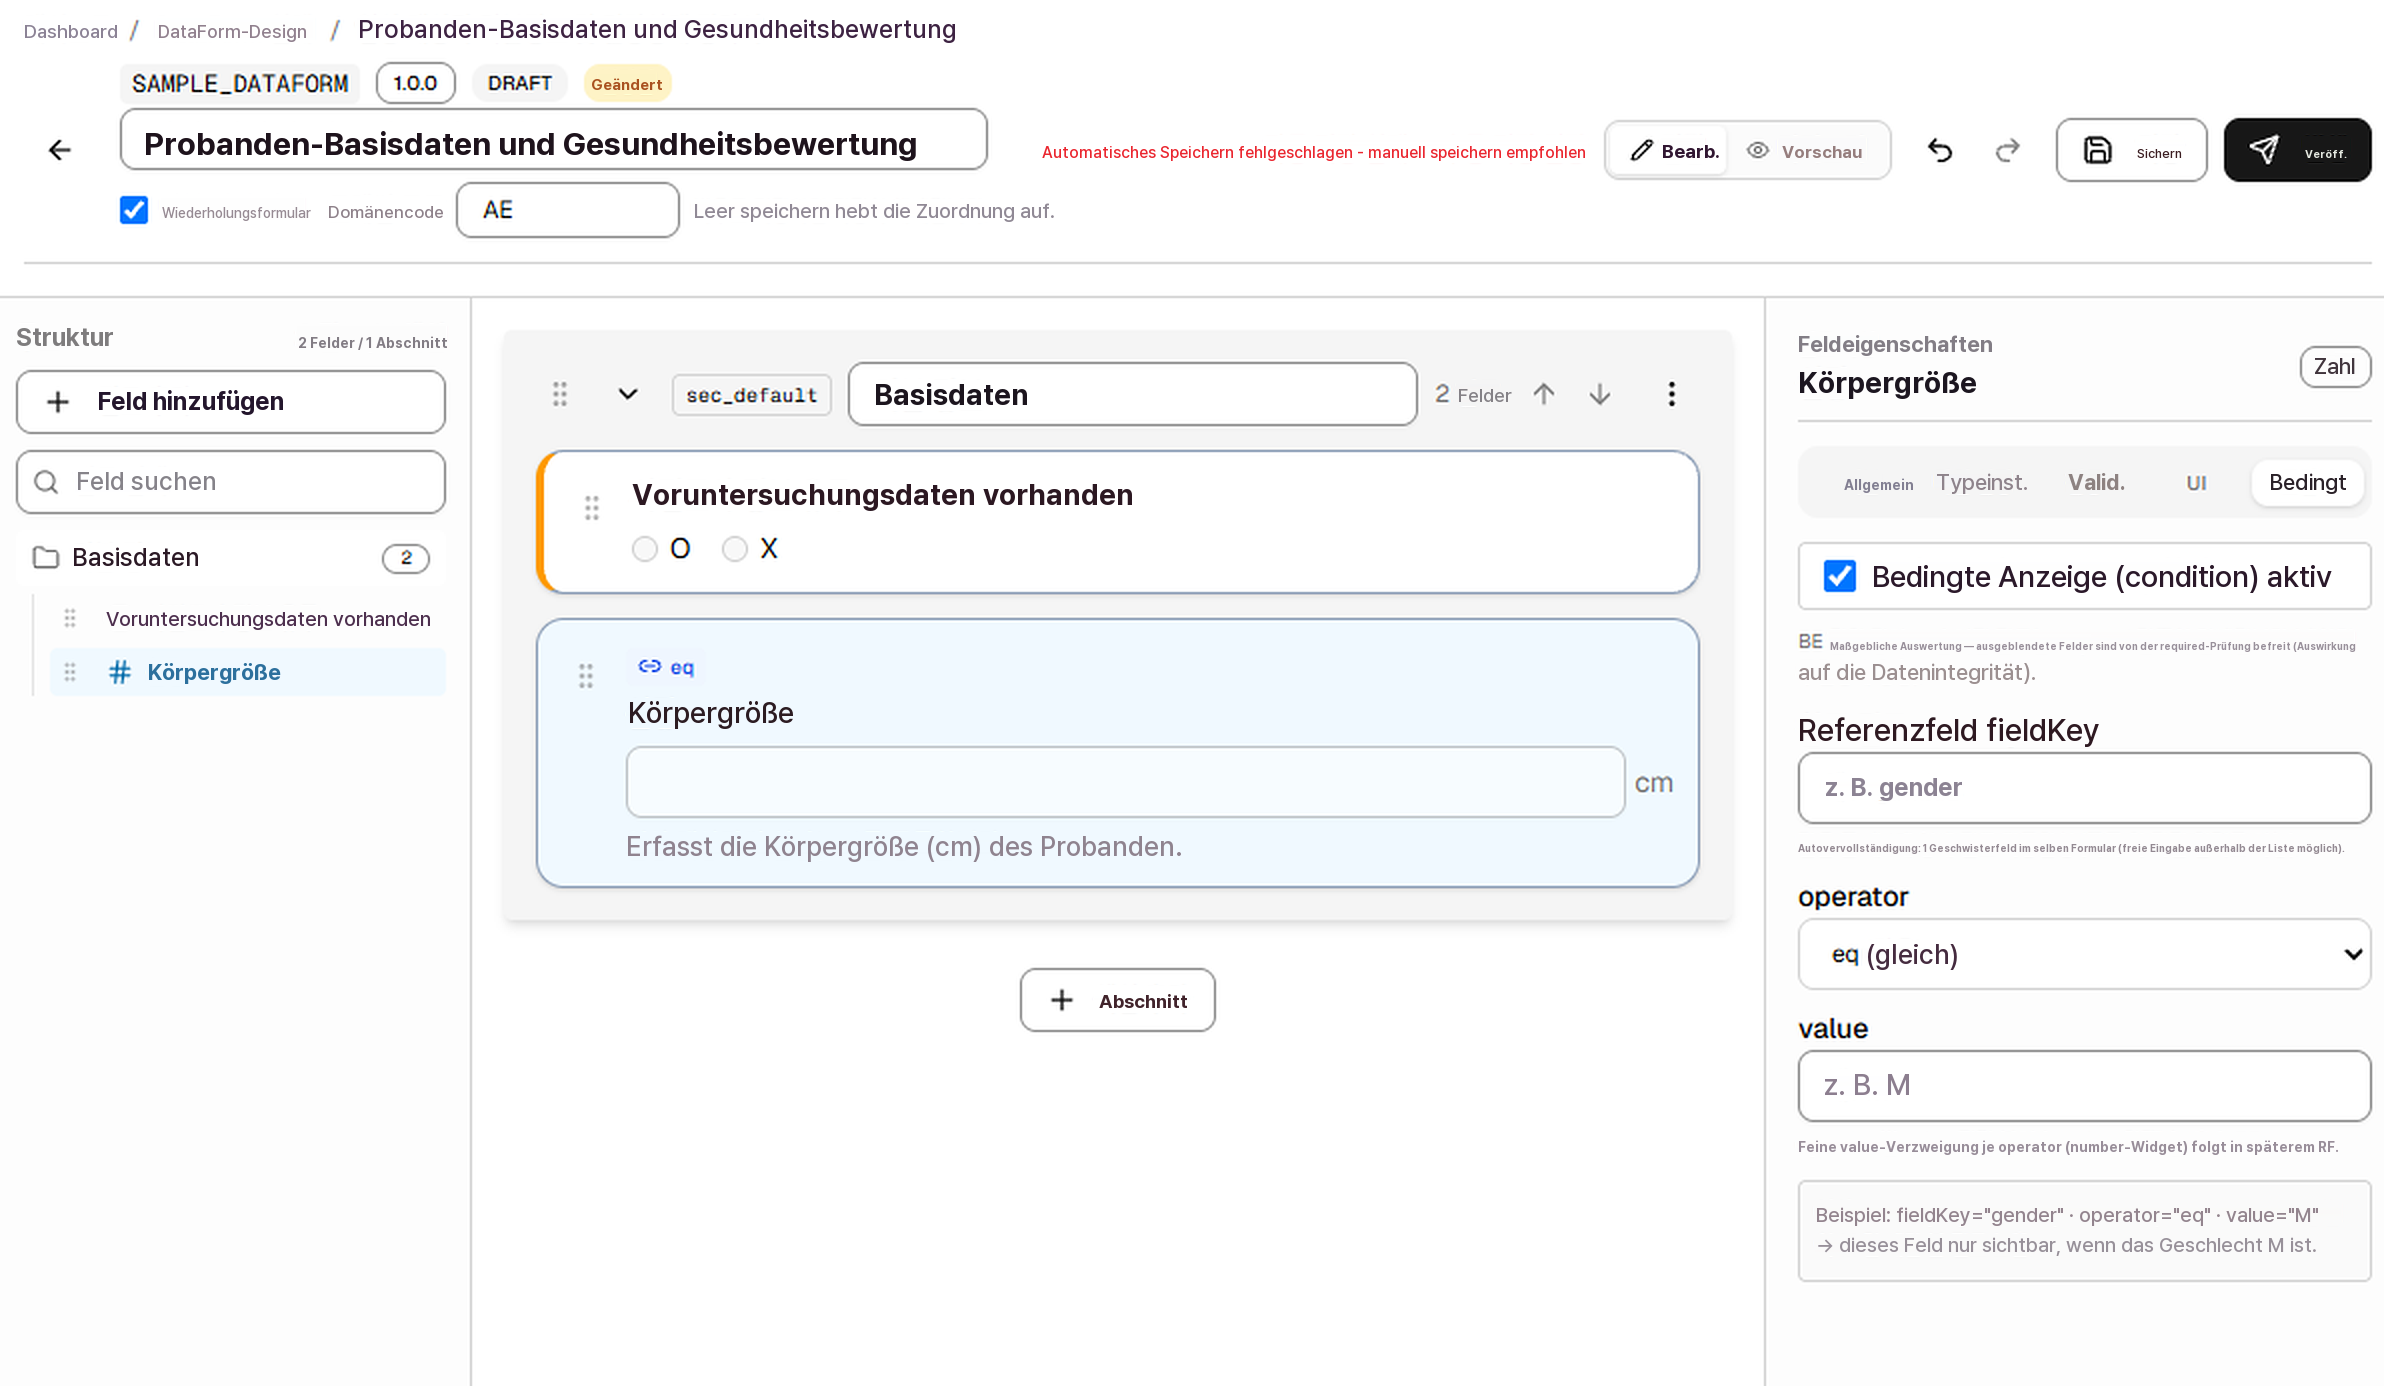 Dashboard / DataForm-Design / Probanden-Basisdaten und Gesundheitsbewertung
SAMPLE_DATAFORM 1.0.0 DRAFT Geändert
Probanden-Basisdaten und Gesundheitsbewertung
Automatisches Speichern fehlgeschlagen - manuell speichern empfohlen
Bearb. Vorschau
Sichern
Veröff.
Wiederholungsformular Domänencode AE Leer speichern hebt die Zuordnung auf.
Struktur
2 Felder / 1 Abschnitt
Feld hinzufügen
Feld suchen
Basisdaten 2
Voruntersuchungsdaten vorhanden
# Körpergröße
sec_default Basisdaten 2 Felder
Voruntersuchungsdaten vorhanden
O X
eq
Körpergröße
cm
Erfasst die Körpergröße (cm) des Probanden.
Abschnitt
Feldeigenschaften
Körpergröße
Zahl
Allgemein Typeinst. Valid. UI Bedingt
Bedingte Anzeige (condition) aktiv
BE Maßgebliche Auswertung — ausgeblendete Felder sind von der required-Prüfung befreit (Auswirkung
auf die Datenintegrität).
Referenzfeld fieldKey
z. B. gender
Autovervollständigung: 1 Geschwisterfeld im selben Formular (freie Eingabe außerhalb der Liste möglich).
operator
eq (gleich)
value
z. B. M
Feine value-Verzweigung je operator (number-Widget) folgt in späterem RF.
Beispiel: fieldKey="gender" · operator="eq" · value="M"
→ dieses Feld nur sichtbar, wenn das Geschlecht M ist.